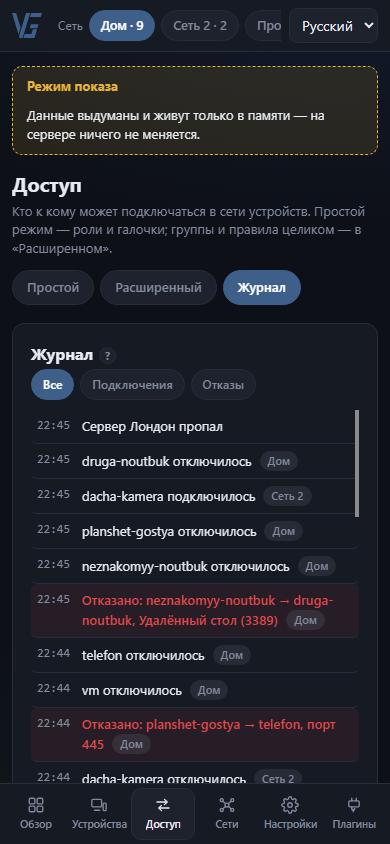 VG Сеть Дом · 9 Сеть 2 · 2 Про Русский
Режим показа
Данные выдуманы и живут только в памяти — на
сервере ничего не меняется.
Доступ
Кто к кому может подключаться в сети устройств. Простой
режим — роли и галочки; группы и правила целиком — в
«Расширенном».
Простой Расширенный Журнал
Журнал ?
Все Подключения Отказы
22:45 Сервер Лондон пропал
22:45 druga-noutbuk отключилось Дом
22:45 dacha-kamera подключилось Сеть 2
22:45 planshet-gostya отключилось Дом
22:45 neznakomyy-noutbuk отключилось Дом
22:45 Отказано: neznakomyy-noutbuk → druga-
noutbuk, Удалённый стол (3389) Дом
22:44 telefon отключилось Дом
22:44 vm отключилось Дом
22:44 Отказано: planshet-gostya → telefon, порт
445 Дом
22:44 dacha-kamera отключилось Сеть 2
Обзор Устройства Доступ Сети Настройки Плагины